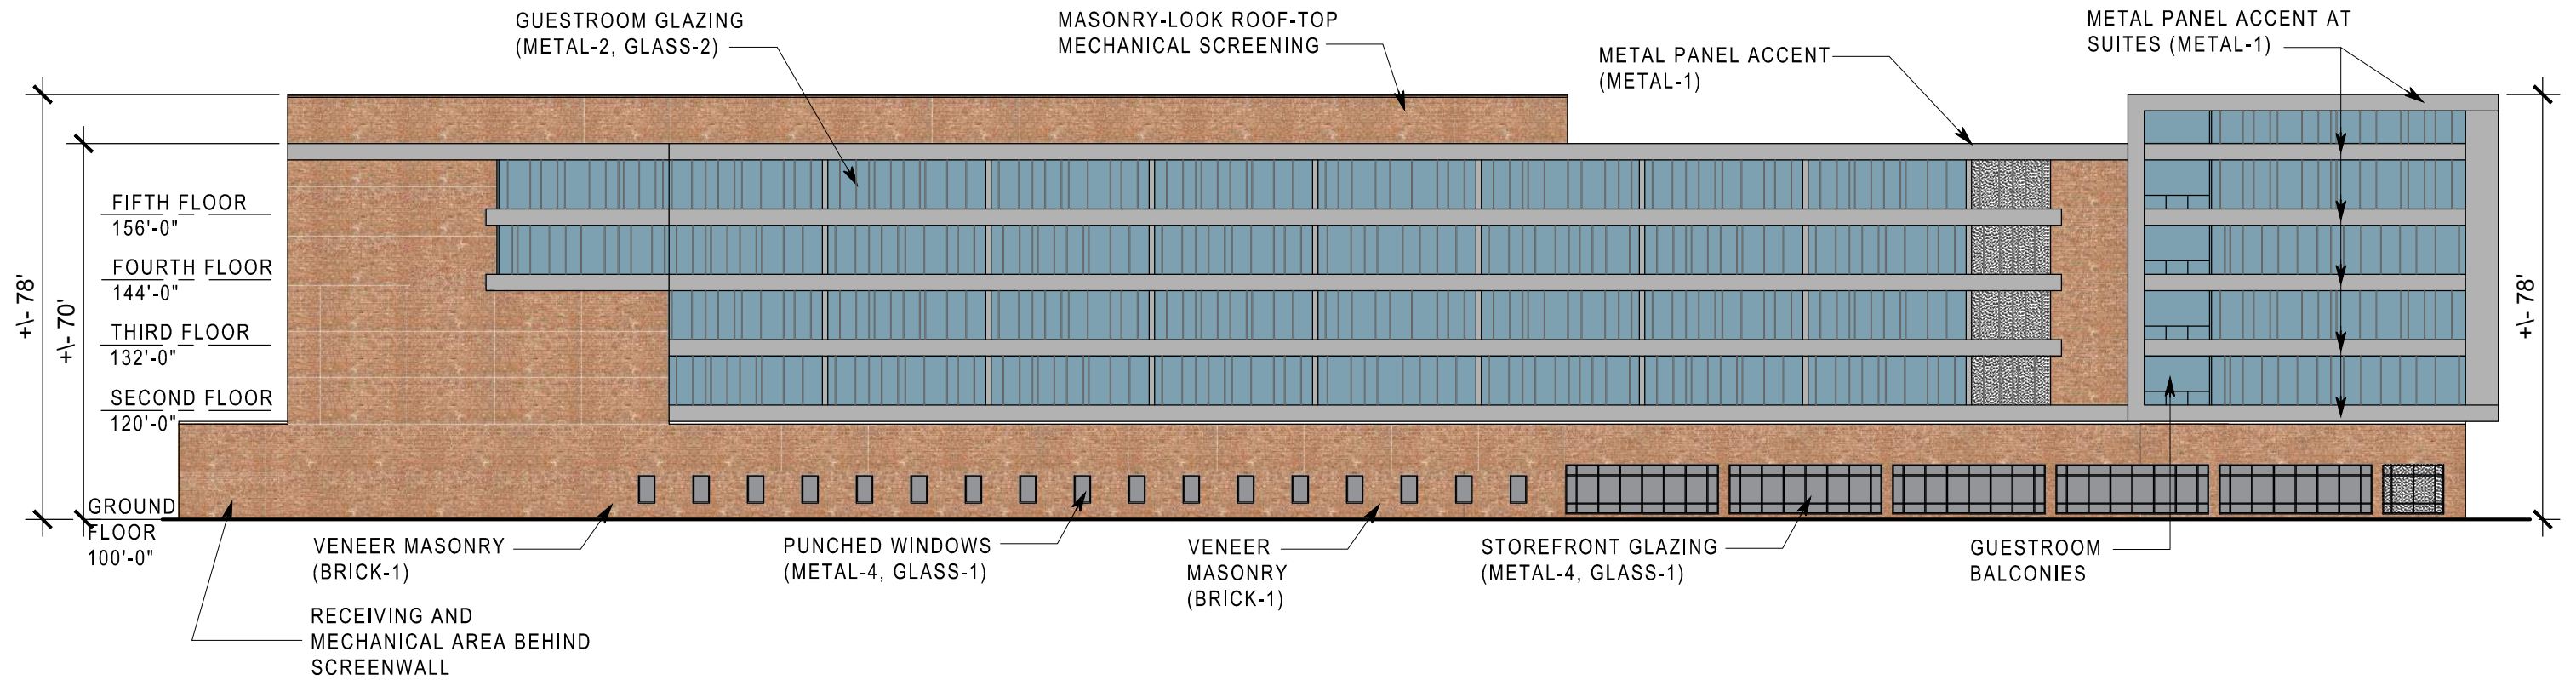 GUESTROOM GLAZING
(METAL-2, GLASS-2)
MASONRY-LOOK ROOF-TOP
MECHANICAL SCREENING
METAL PANEL ACCENT
(METAL-1)
METAL PANEL ACCENT AT
SUITES (METAL-1)
+\- 78'
+\- 70'
FIFTH FLOOR
156'-0"
FOURTH FLOOR
144'-0"
THIRD FLOOR
132'-0"
SECOND FLOOR
120'-0"
GROUND
FLOOR
100'-0"
+\- 78'
VENEER MASONRY
(BRICK-1)
RECEIVING AND
MECHANICAL AREA BEHIND
SCREENWALL
PUNCHED WINDOWS
(METAL-4, GLASS-1)
VENEER
MASONRY
(BRICK-1)
STOREFRONT GLAZING
(METAL-4, GLASS-1)
GUESTROOM
BALCONIES